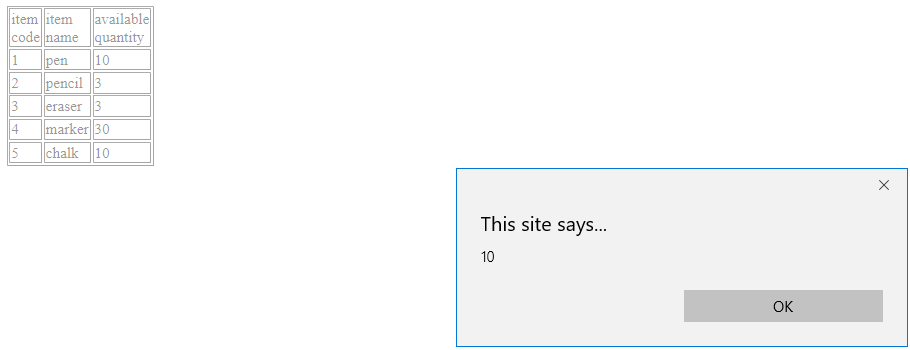 item code item name available quantity
1 pen 10
2 pencil 3
3 eraser 3
4 marker 30
5 chalk 10
This site says...
10
OK